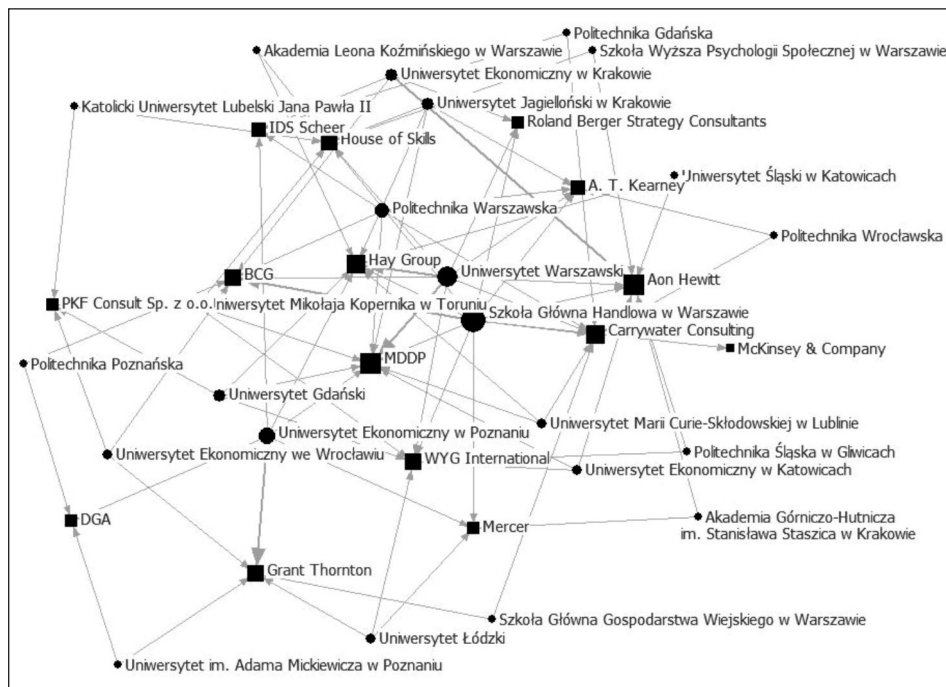 Politechnika Gdańska
Akademia Leona Koźmińskiego w Warszawie
Szkoła Wyższa Psychologii Społecznej w Warszawie
Uniwersytet Ekonomiczny w Krakowie
Katolicki Uniwersytet Lubelski Jana Pawła II
Uniwersytet Jagielloński w Krakowie
IDS Scheer
Roland Berger Strategy Consultants
House of Skills
A. T. Kearney
Uniwersytet Śląski w Katowicach
Politechnika Warszawska
Politechnika Wrocławska
Hay Group
BCG
Uniwersytet Warszawski
Aon Hewitt
PKF Consult Sp. z o.o.
Uniwersytet Mikołaja Kopernika w Toruniu
Szkoła Główna Handlowa w Warszawie
Carrywater Consulting
McKinsey & Company
MDDP
Politechnika Poznańska
Uniwersytet Gdański
Uniwersytet Marii Curie-Skłodowskiej w Lublinie
Uniwersytet Ekonomiczny w Poznaniu
Politechnika Śląska w Gliwicach
Uniwersytet Ekonomiczny we Wrocławiu
WYG International
Uniwersytet Ekonomiczny w Katowicach
DGA
Mercer
Akademia Górniczo-Hutnicza
im. Stanisława Staszica w Krakowie
Grant Thornton
Szkoła Główna Gospodarstwa Wiejskiego w Warszawie
Uniwersytet Łódzki
Uniwersytet im. Adama Mickiewicza w Poznaniu